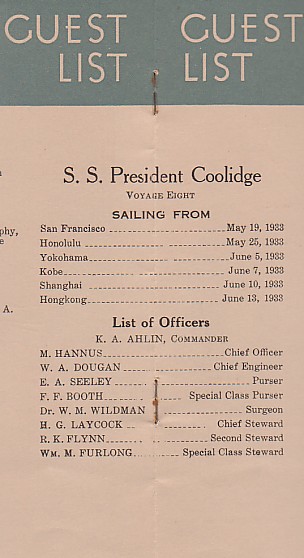 GUEST LIST
GUEST LIST
phy,
e
A.
S. S. President Coolidge
VOYAGE EIGHT
SAILING FROM
San Francisco May 19, 1933
Honolulu May 25, 1933
Yokohama June 5, 1933
Kobe June 7, 1933
Shanghai June 10, 1933
Hongkong June 13, 1933
List of Officers
K. A. AHLIN, COMMANDER
M. HANNUS Chief Officer
W. A. DOUGAN Chief Engineer
E. A. SEELEY Purser
F. F. BOOTH Special Class Purser
Dr. W. M. WILDMAN Surgeon
H. G. LAYCOCK Chief Steward
R. K. FLYNN Second Steward
WM. M. FURLONG Special Class Steward